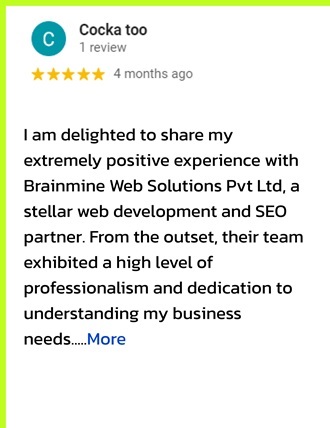 C
Cocka too
1 review
★★★★★ 4 months ago
I am delighted to share my
extremely positive experience with
Brainmine Web Solutions Pvt Ltd, a
stellar web development and SEO
partner. From the outset, their team
exhibited a high level of
professionalism and dedication to
understanding my business
needs.....More